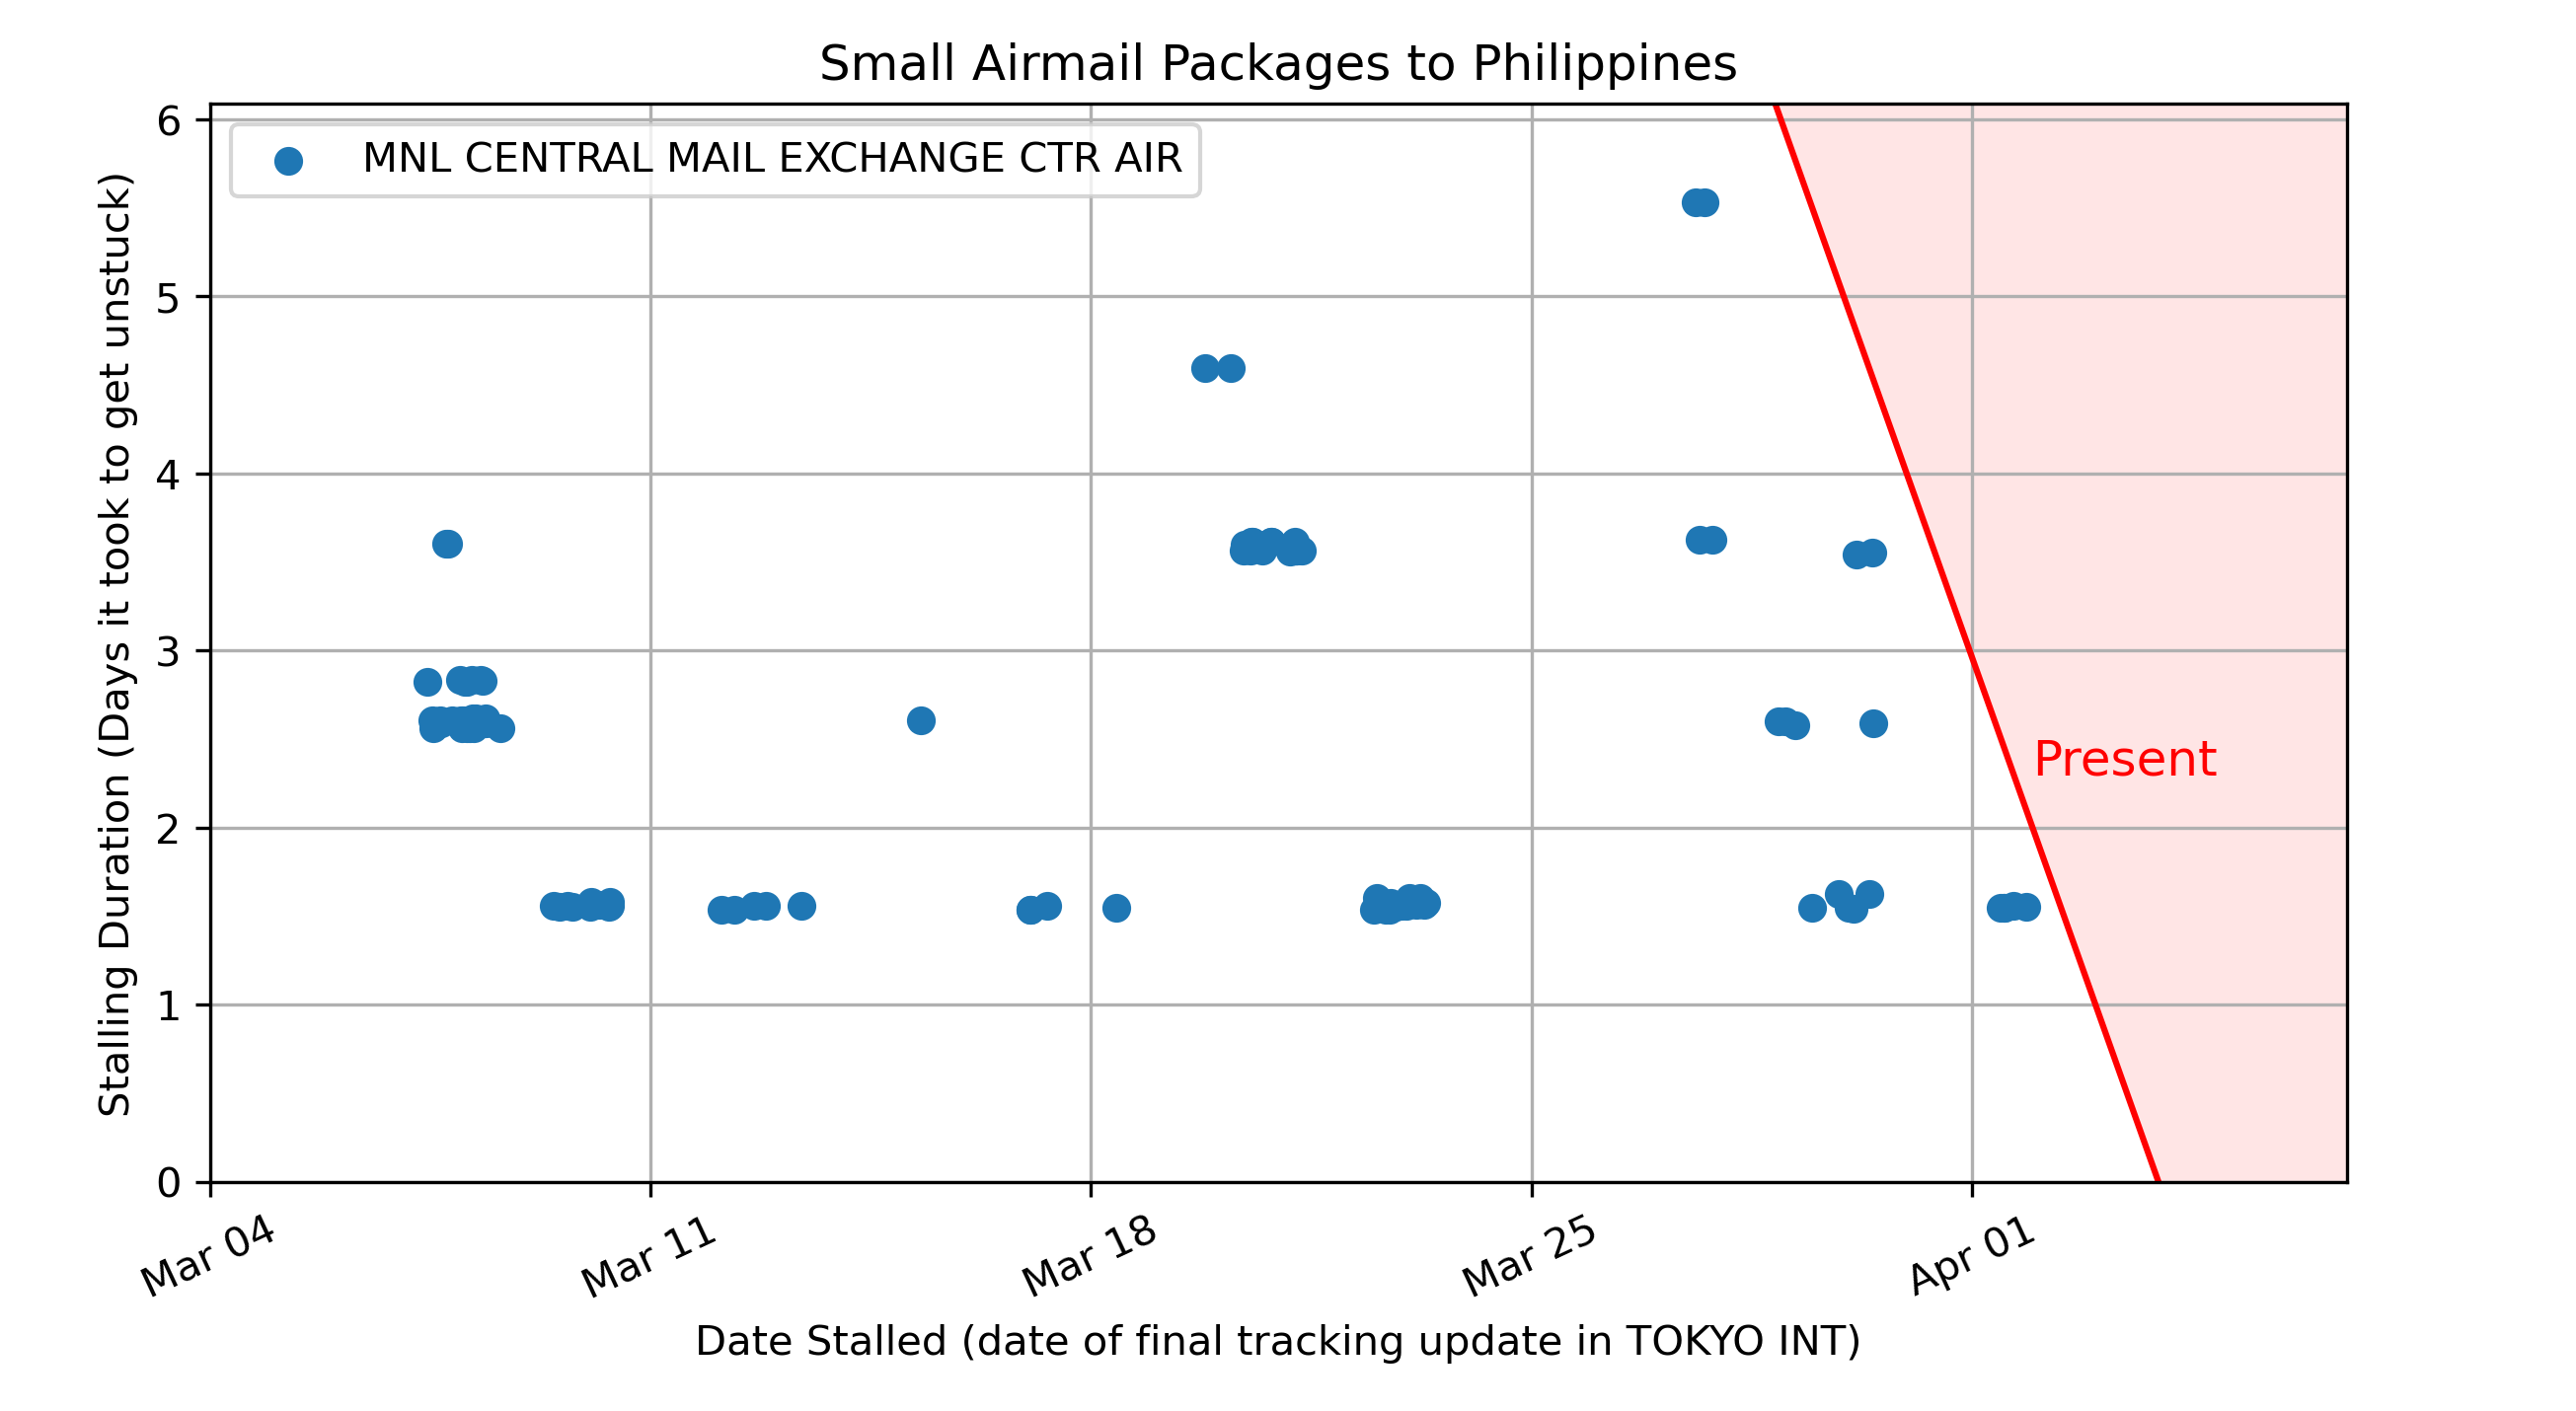 Small Airmail Packages to Philippines
MNL CENTRAL MAIL EXCHANGE CTR AIR
Stalling Duration (Days it took to get unstuck)
6
5
4
3
2
1
0
Present
Mar 04
Mar 11
Mar 18
Mar 25
Apr 01
Date Stalled (date of final tracking update in TOKYO INT)